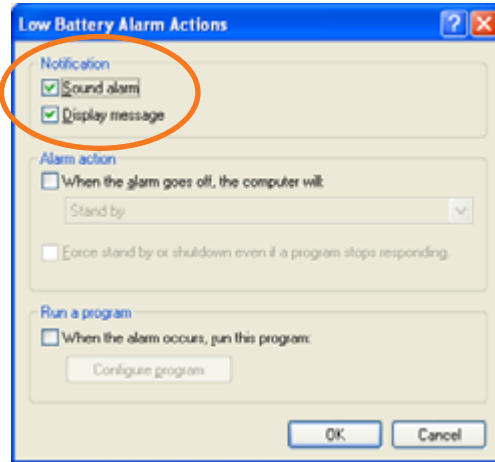 Low Battery Alarm Actions
Notification
Sound alarm
Display message
Alarm action
When the alarm goes off, the computer will:
Stand by
Force stand by or shutdown even if a program stops responding.
Run a program
When the alarm occurs, run this program:
Configure program
OK Cancel